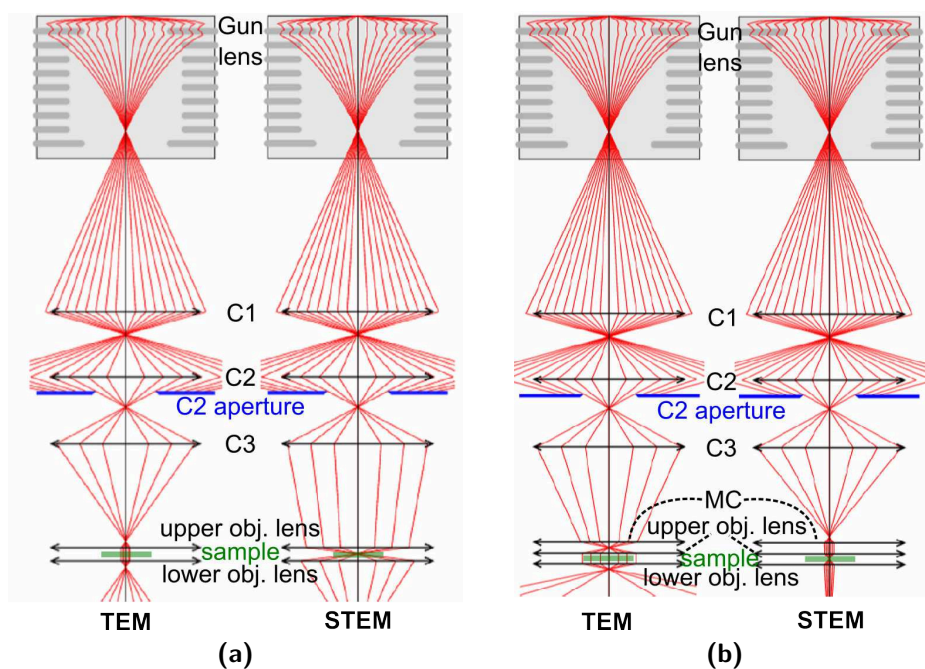 Gun
lens
C1
C2
C2 aperture
C3
upper obj. lens
sample
lower obj. lens
TEM
STEM
(a)
Gun
lens
C1
C2
C2 aperture
C3
MC
upper obj. lens
sample
lower obj. lens
TEM
STEM
(b)